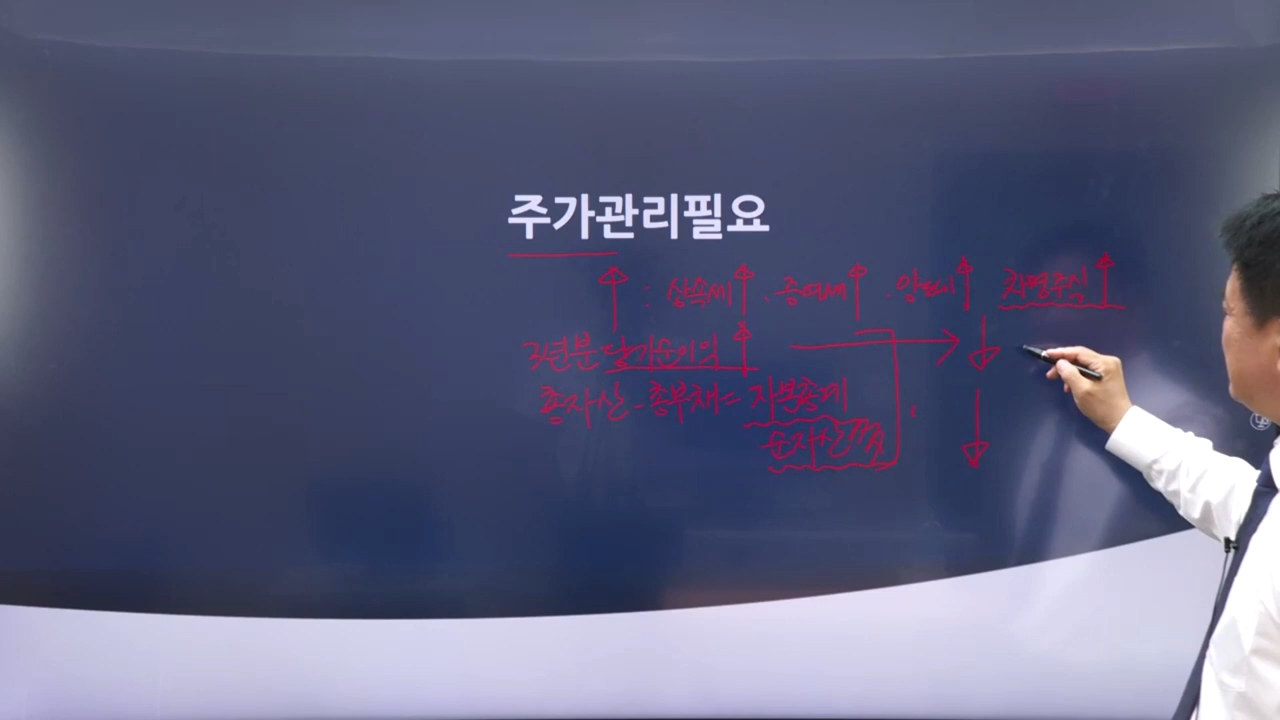 주가관리필요
↑ : 상속세↑ . 증여세↑ . 양도세↑ 차명주식↑
3년분 당기순이익↑ → ↓
총자산 - 총부채 = 자본총계 ↓
순자산